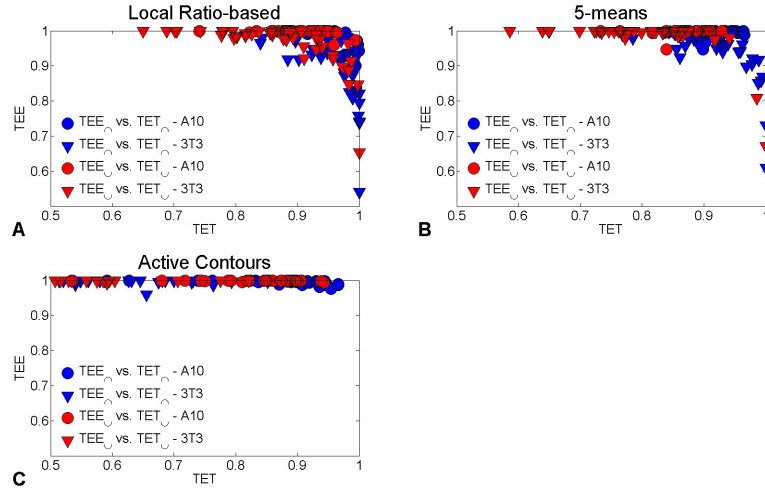 Local Ratio-based
1
0.9
0.8
0.7
0.6
TEE
TEE◠ vs. TET◠ - A10
TEE◠ vs. TET◠ - 3T3
TEE◡ vs. TET◡ - A10
TEE◡ vs. TET◡ - 3T3
0.5 0.6 0.7 0.8 0.9 1
TET
A
5-means
1
0.9
0.8
0.7
0.6
TEE
TEE◠ vs. TET◠ - A10
TEE◠ vs. TET◠ - 3T3
TEE◡ vs. TET◡ - A10
TEE◡ vs. TET◡ - 3T3
0.5 0.6 0.7 0.8 0.9 1
TET
B
Active Contours
1
0.9
0.8
0.7
0.6
TEE
TEE◠ vs. TET◠ - A10
TEE◠ vs. TET◠ - 3T3
TEE◡ vs. TET◡ - A10
TEE◡ vs. TET◡ - 3T3
0.5 0.6 0.7 0.8 0.9 1
TET
C